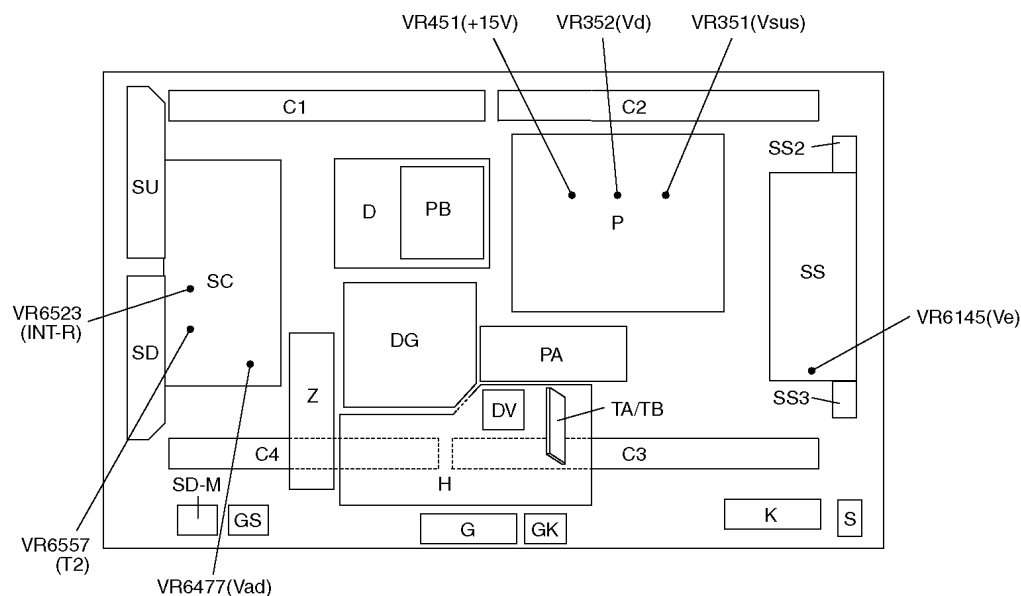 VR451(+15V) VR352(Vd) VR351(Vsus)
C1 C2
SS2
SU
D PB
P
SC SS
VR6523
(INT-R)
VR6145(Ve)
SD
DG PA
Z
SS3
DV TA/TB
C4 C3
SD-M H
GS G GK K S
VR6557
(T2)
VR6477(Vad)